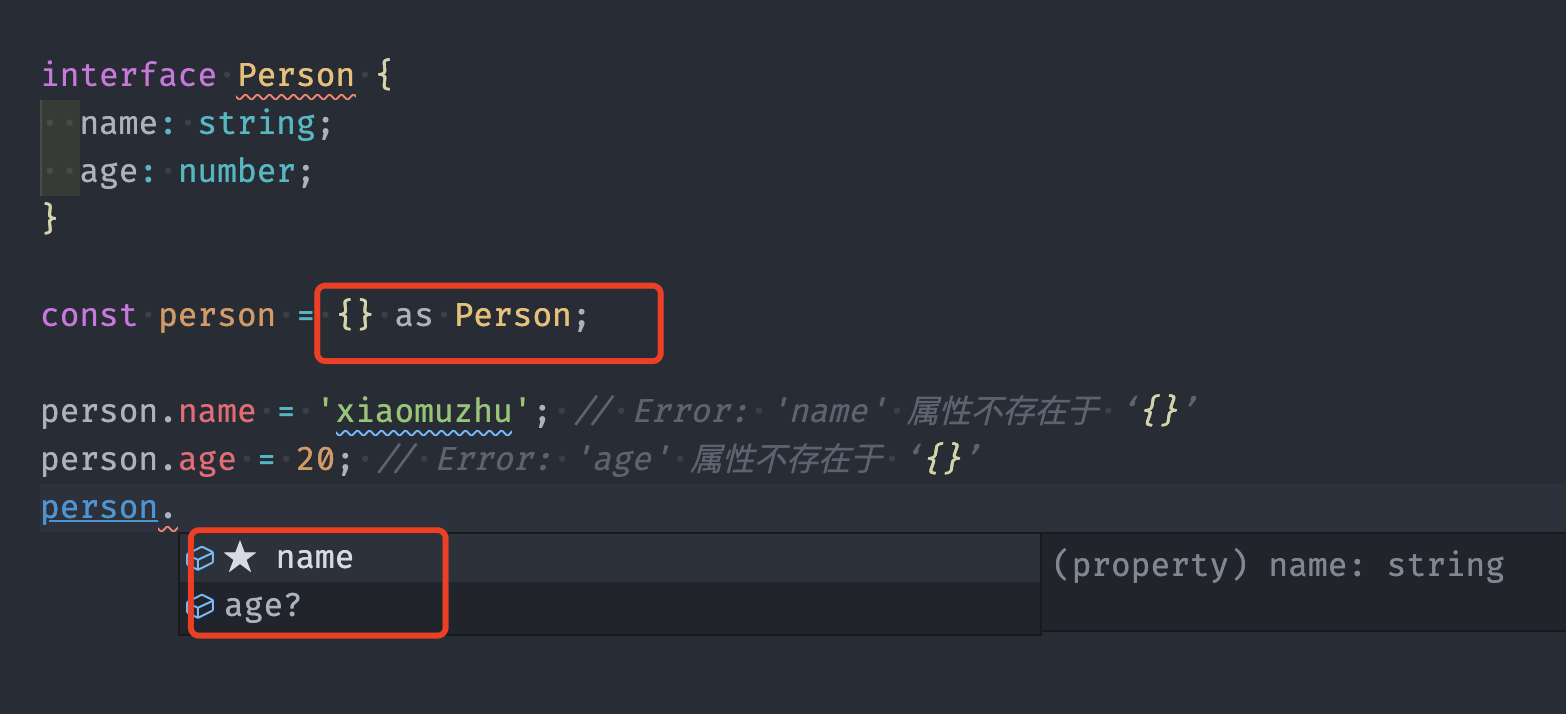 interface Person {
name: string;
age: number;
}
const person = {} as Person;
person.name = 'xiaomuzhu'; // Error: 'name' 属性不存在于 ‘{}’
person.age = 20; // Error: 'age' 属性不存在于 ‘{}’
person.
★ name
(property) name: string
age?